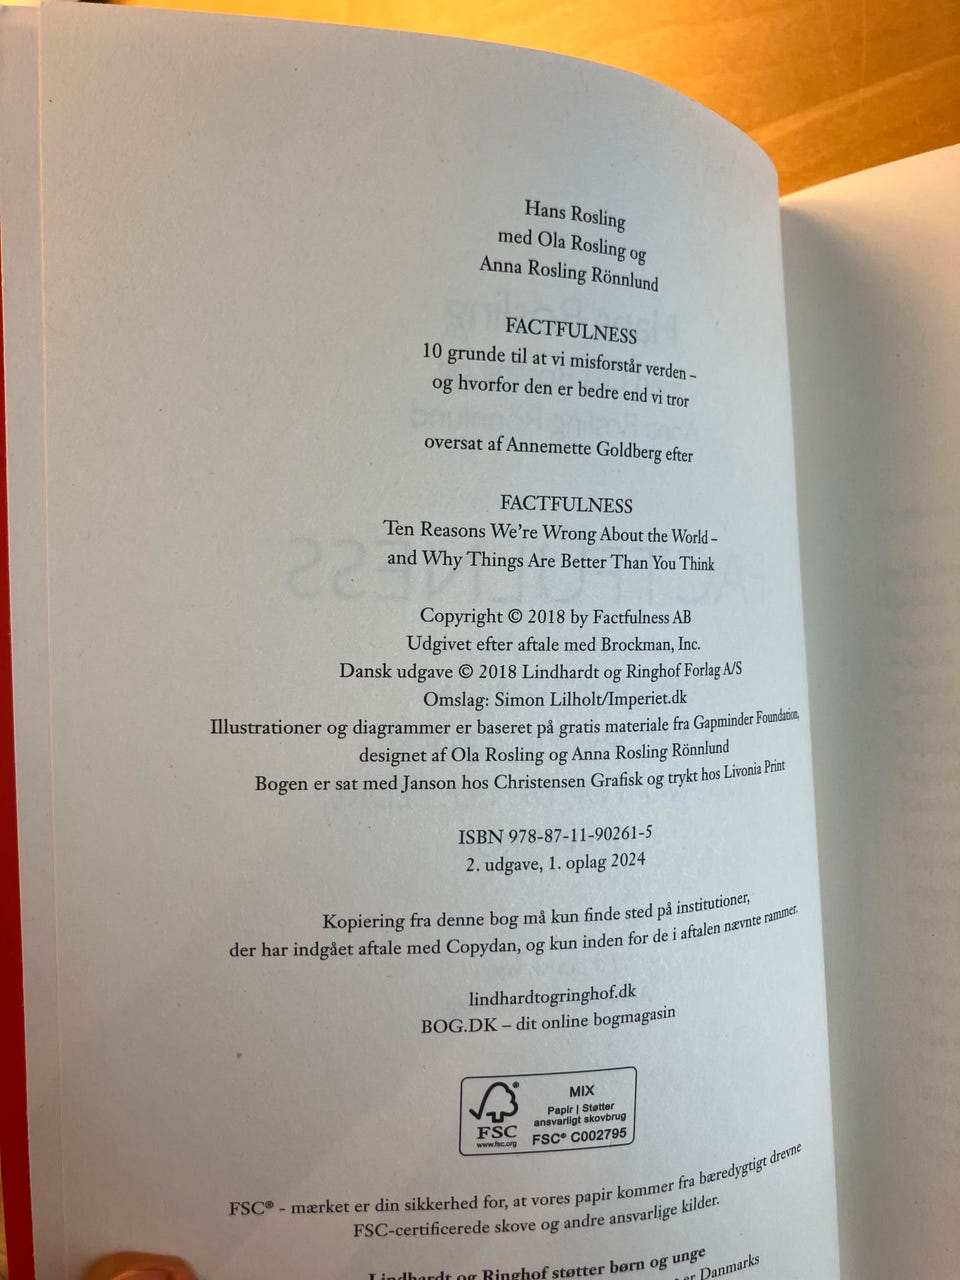 Hans Rosling
med Ola Rosling og
Anna Rosling Rönnlund
FACTFULNESS
10 grunde til at vi misforstår verden –
og hvorfor den er bedre end vi tror
oversat af Annemette Goldberg efter
FACTFULNESS
Ten Reasons We're Wrong About the World –
and Why Things Are Better Than You Think
Copyright © 2018 by Factfulness AB
Udgivet efter aftale med Brockman, Inc.
Dansk udgave © 2018 Lindhardt og Ringhof Forlag A/S
Omslag: Simon Lilholt/Imperiet.dk
Illustrationer og diagrammer er baseret på gratis materiale fra Gapminder Foundation,
designet af Ola Rosling og Anna Rosling Rönnlund
Bogen er sat med Janson hos Christensen Grafisk og trykt hos Livonia Print
ISBN 978-87-11-90261-5
2. udgave, 1. oplag 2024
Kopiering fra denne bog må kun finde sted på institutioner,
der har indgået aftale med Copydan, og kun inden for de i aftalen nævnte rammer.
lindhardtogringhof.dk
BOG.DK – dit online bogmagasin
FSC
www.fsc.org
MIX
Papir | Støtter
ansvarligt skovbrug
FSC® C002795
FSC® - mærket er din sikkerhed for, at vores papir kommer fra bæredygtigt drevne
FSC-certificerede skove og andre ansvarlige kilder.
Lindhardt og Ringhof støtter børn og unge
Danmarks